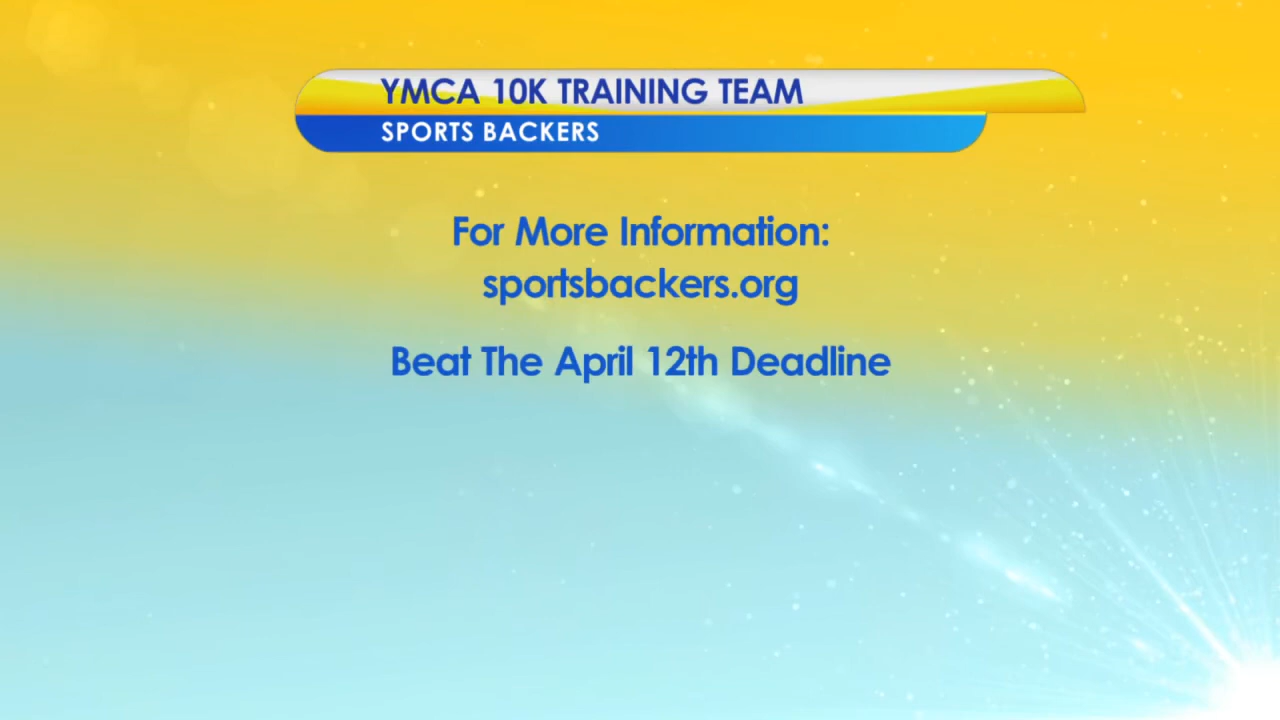 YMCA 10K TRAINING TEAM
SPORTS BACKERS
For More Information:
sportsbackers.org
Beat The April 12th Deadline